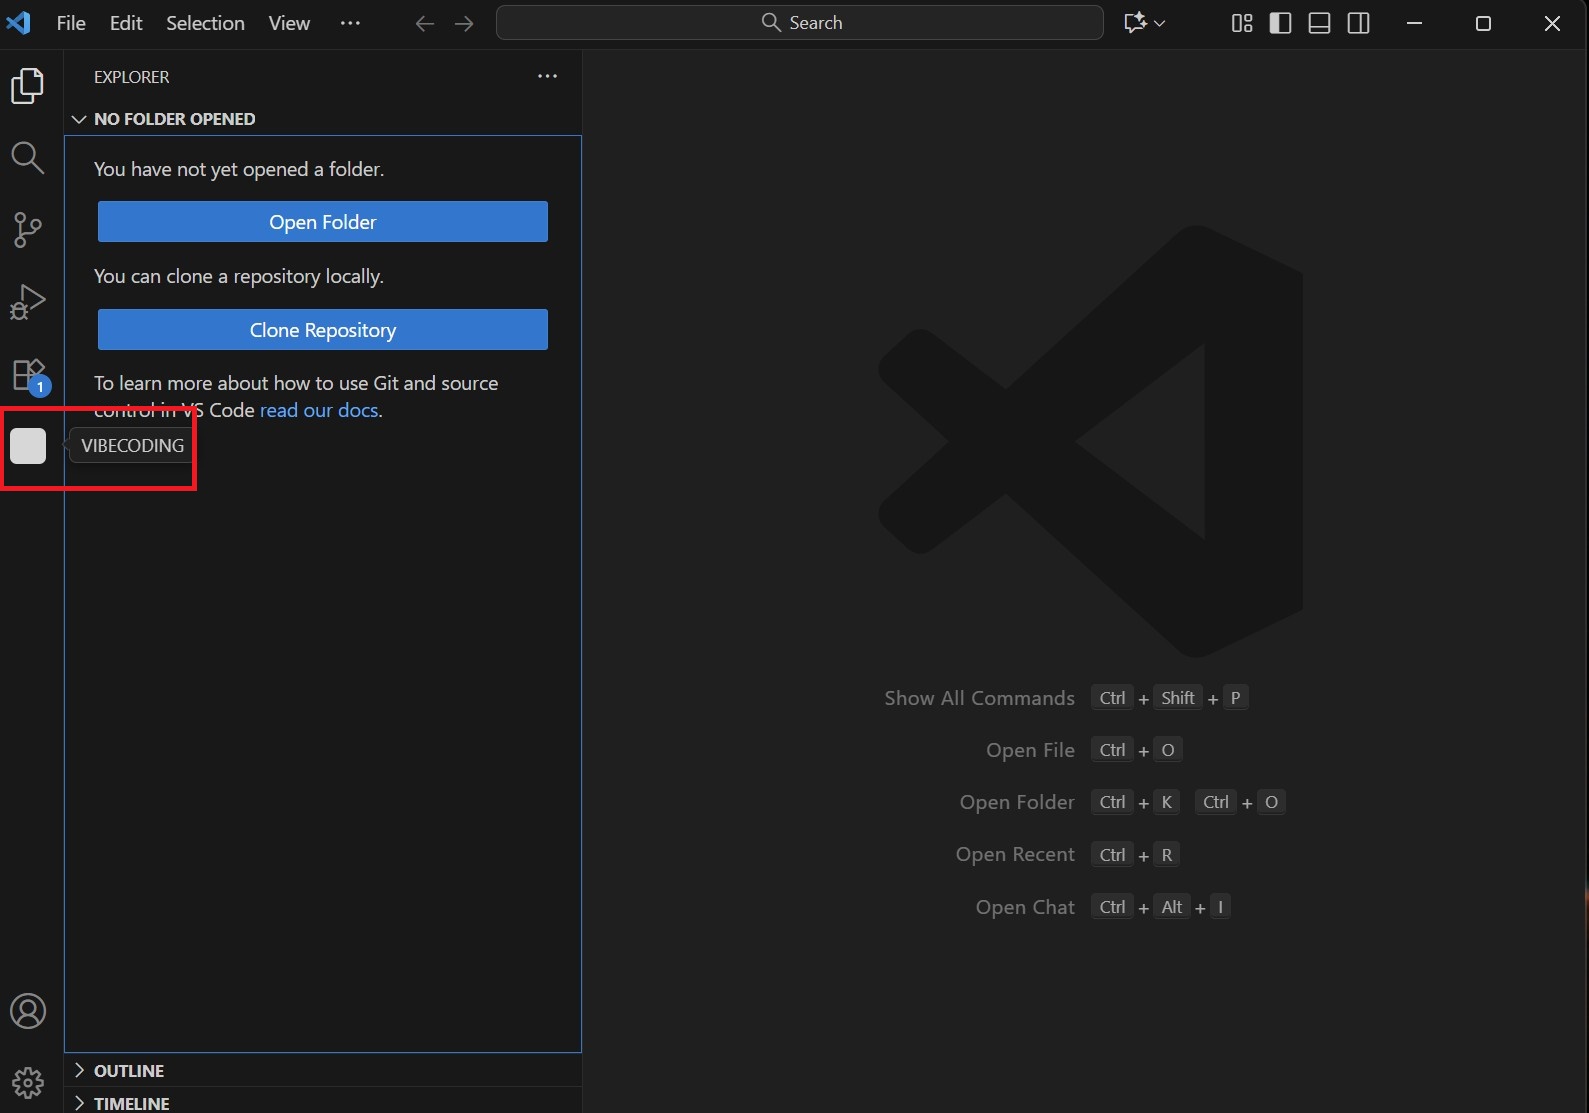 File Edit Selection View ...
Search
EXPLORER
NO FOLDER OPENED
You have not yet opened a folder.
Open Folder
You can clone a repository locally.
Clone Repository
1
To learn more about how to use Git and source
control in VS Code read our docs.
VIBECODING
Show All Commands Ctrl + Shift + P
Open File Ctrl + O
Open Folder Ctrl + K Ctrl + O
Open Recent Ctrl + R
Open Chat Ctrl + Alt + I
OUTLINE
TIMELINE